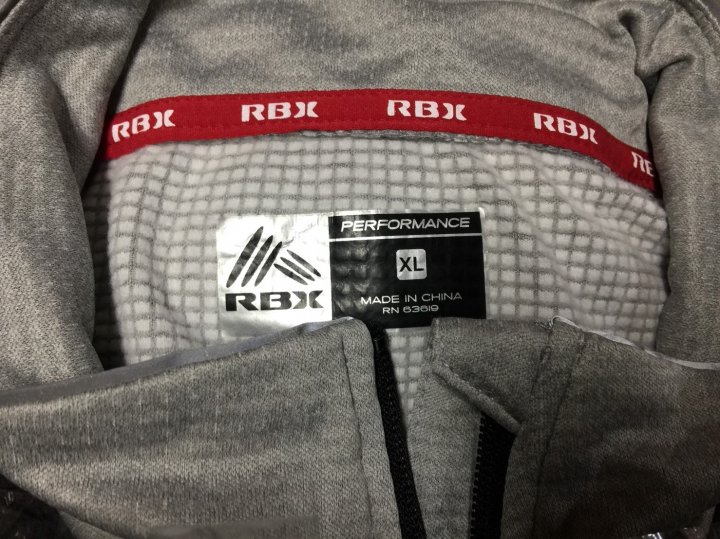 RBX RBX RBX RBX RBX
PERFORMANCE
XL
RBX
MADE IN CHINA
RN 63619